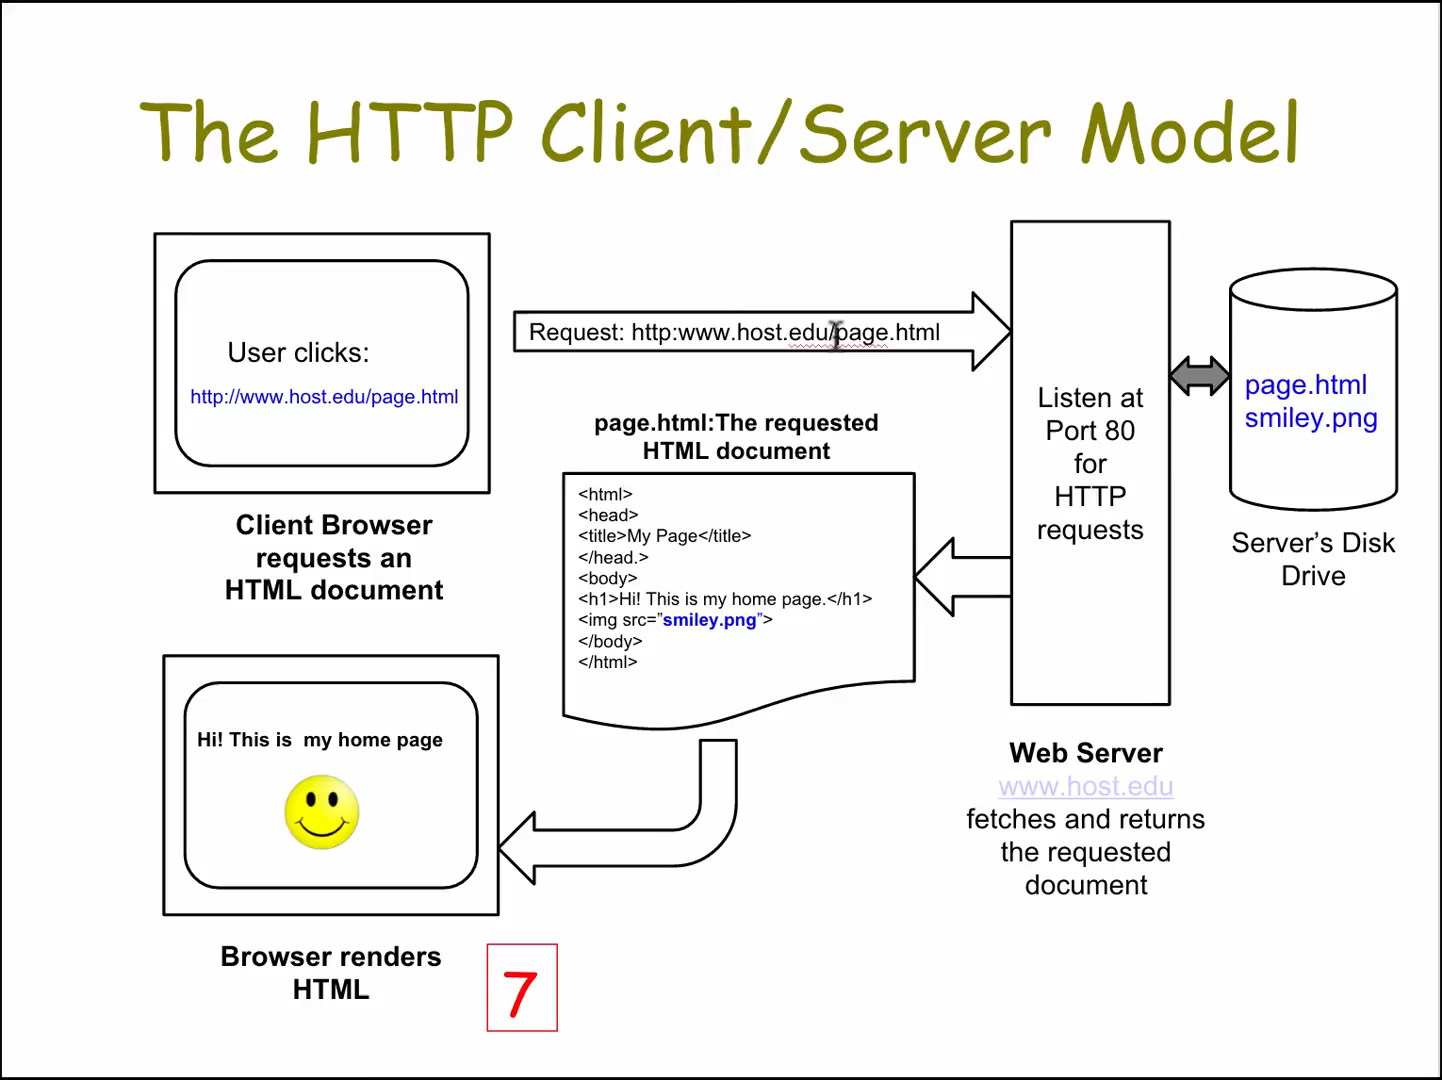 The HTTP Client/Server Model
User clicks:
http://www.host.edu/page.html
Client Browser
requests an
HTML document
Request: http:www.host.edu/page.html
page.html:The requested
HTML document
<html>
<head>
<title>My Page</title>
</head.>
<body>
<h1>Hi! This is my home page.</h1>
<img src=”smiley.png”>
</body>
</html>
Listen at
Port 80
for
HTTP
requests
page.html
smiley.png
Server’s Disk
Drive
Web Server
www.host.edu
fetches and returns
the requested
document
Hi! This is  my home page
Browser renders
HTML
7